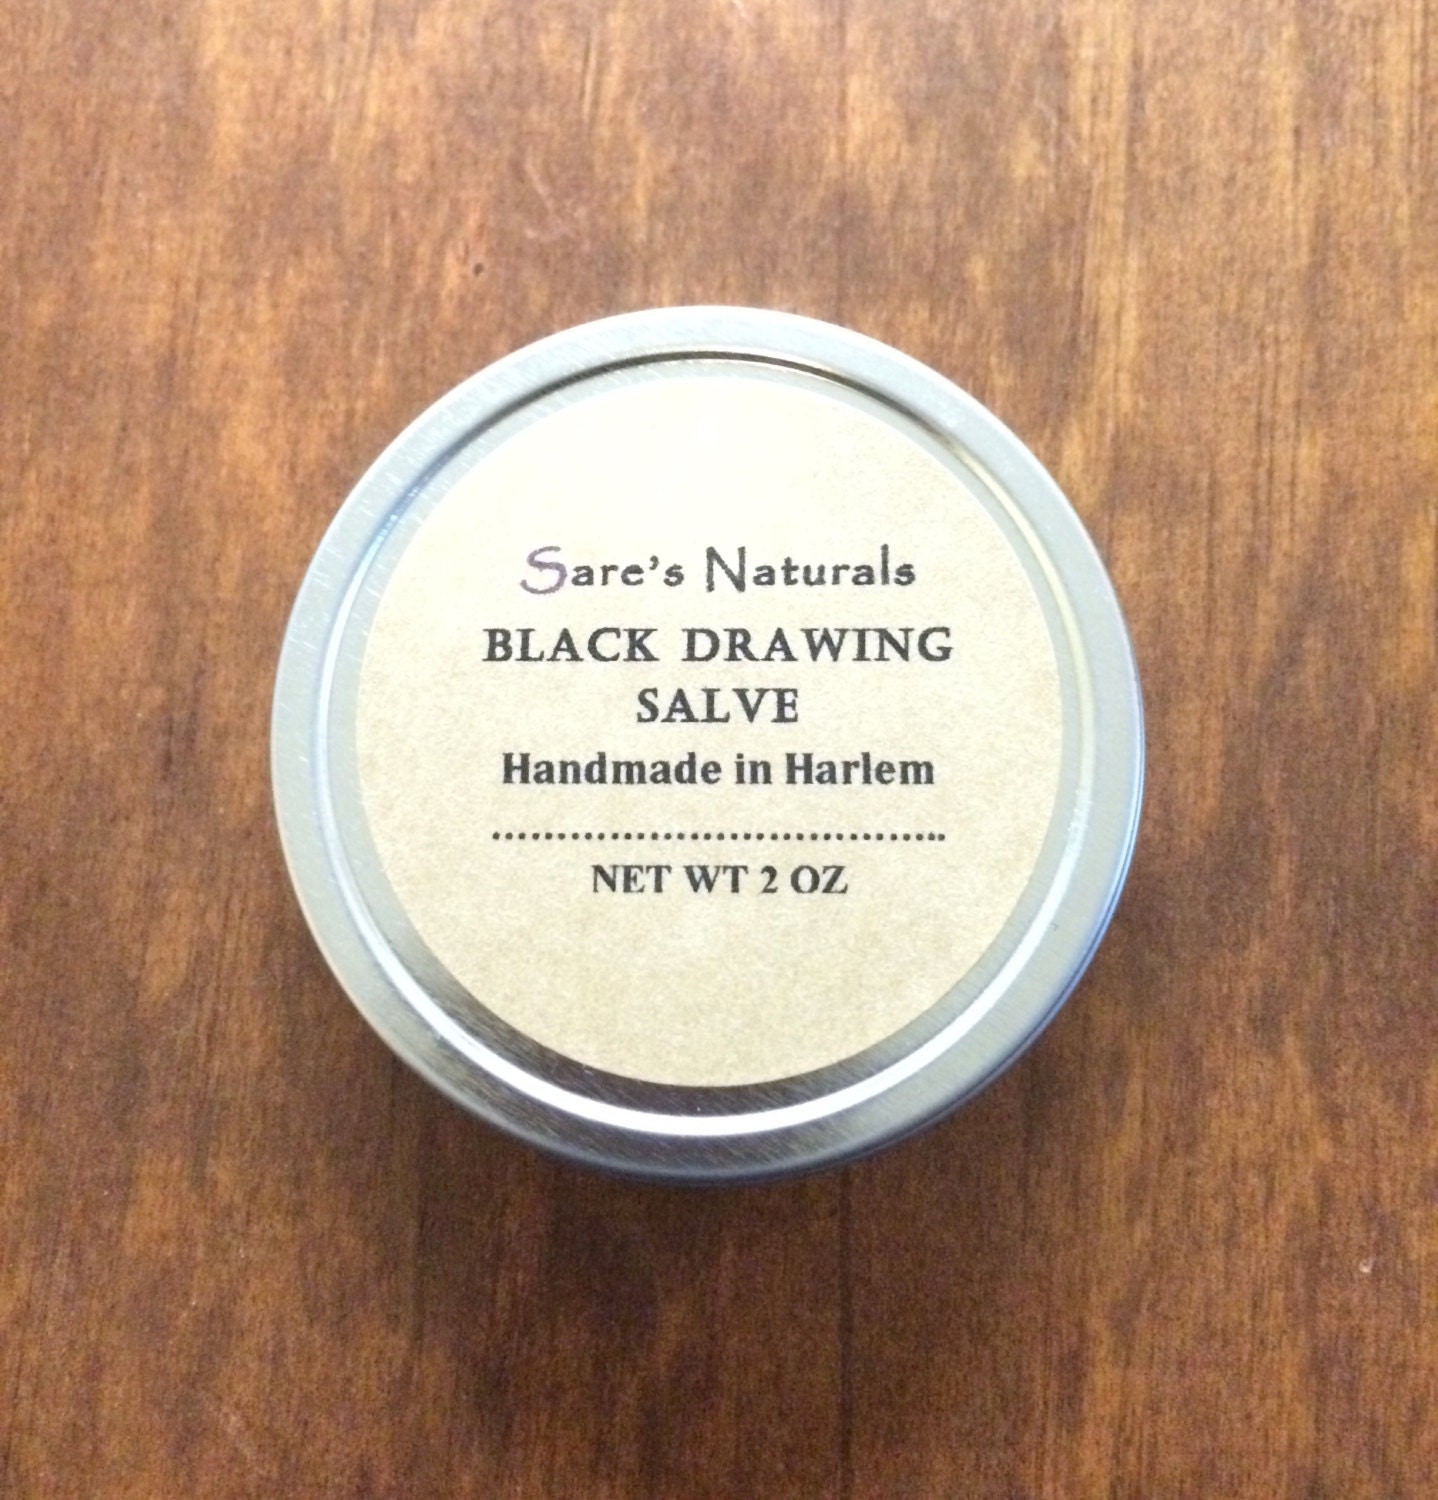 Sare's Naturals
BLACK DRAWING
SALVE
Handmade in Harlem
NET WT 2 OZ